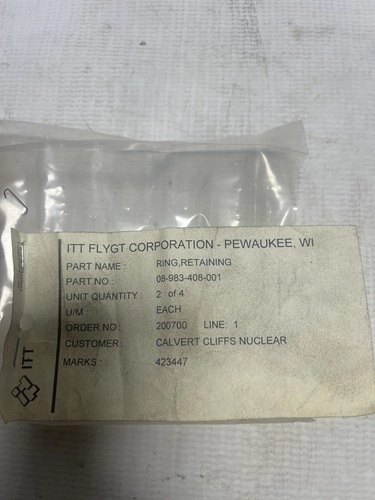 ITT FLYGT CORPORATION - PEWAUKEE, WI
PART NAME : RING,RETAINING
PART NO.: 08-983-408-001
UNIT QUANTITY : 2 of 4
U/M : EACH
ORDER NO: 200700 LINE: 1
CUSTOMER: CALVERT CLIFFS NUCLEAR
MARKS : 423447
ITT